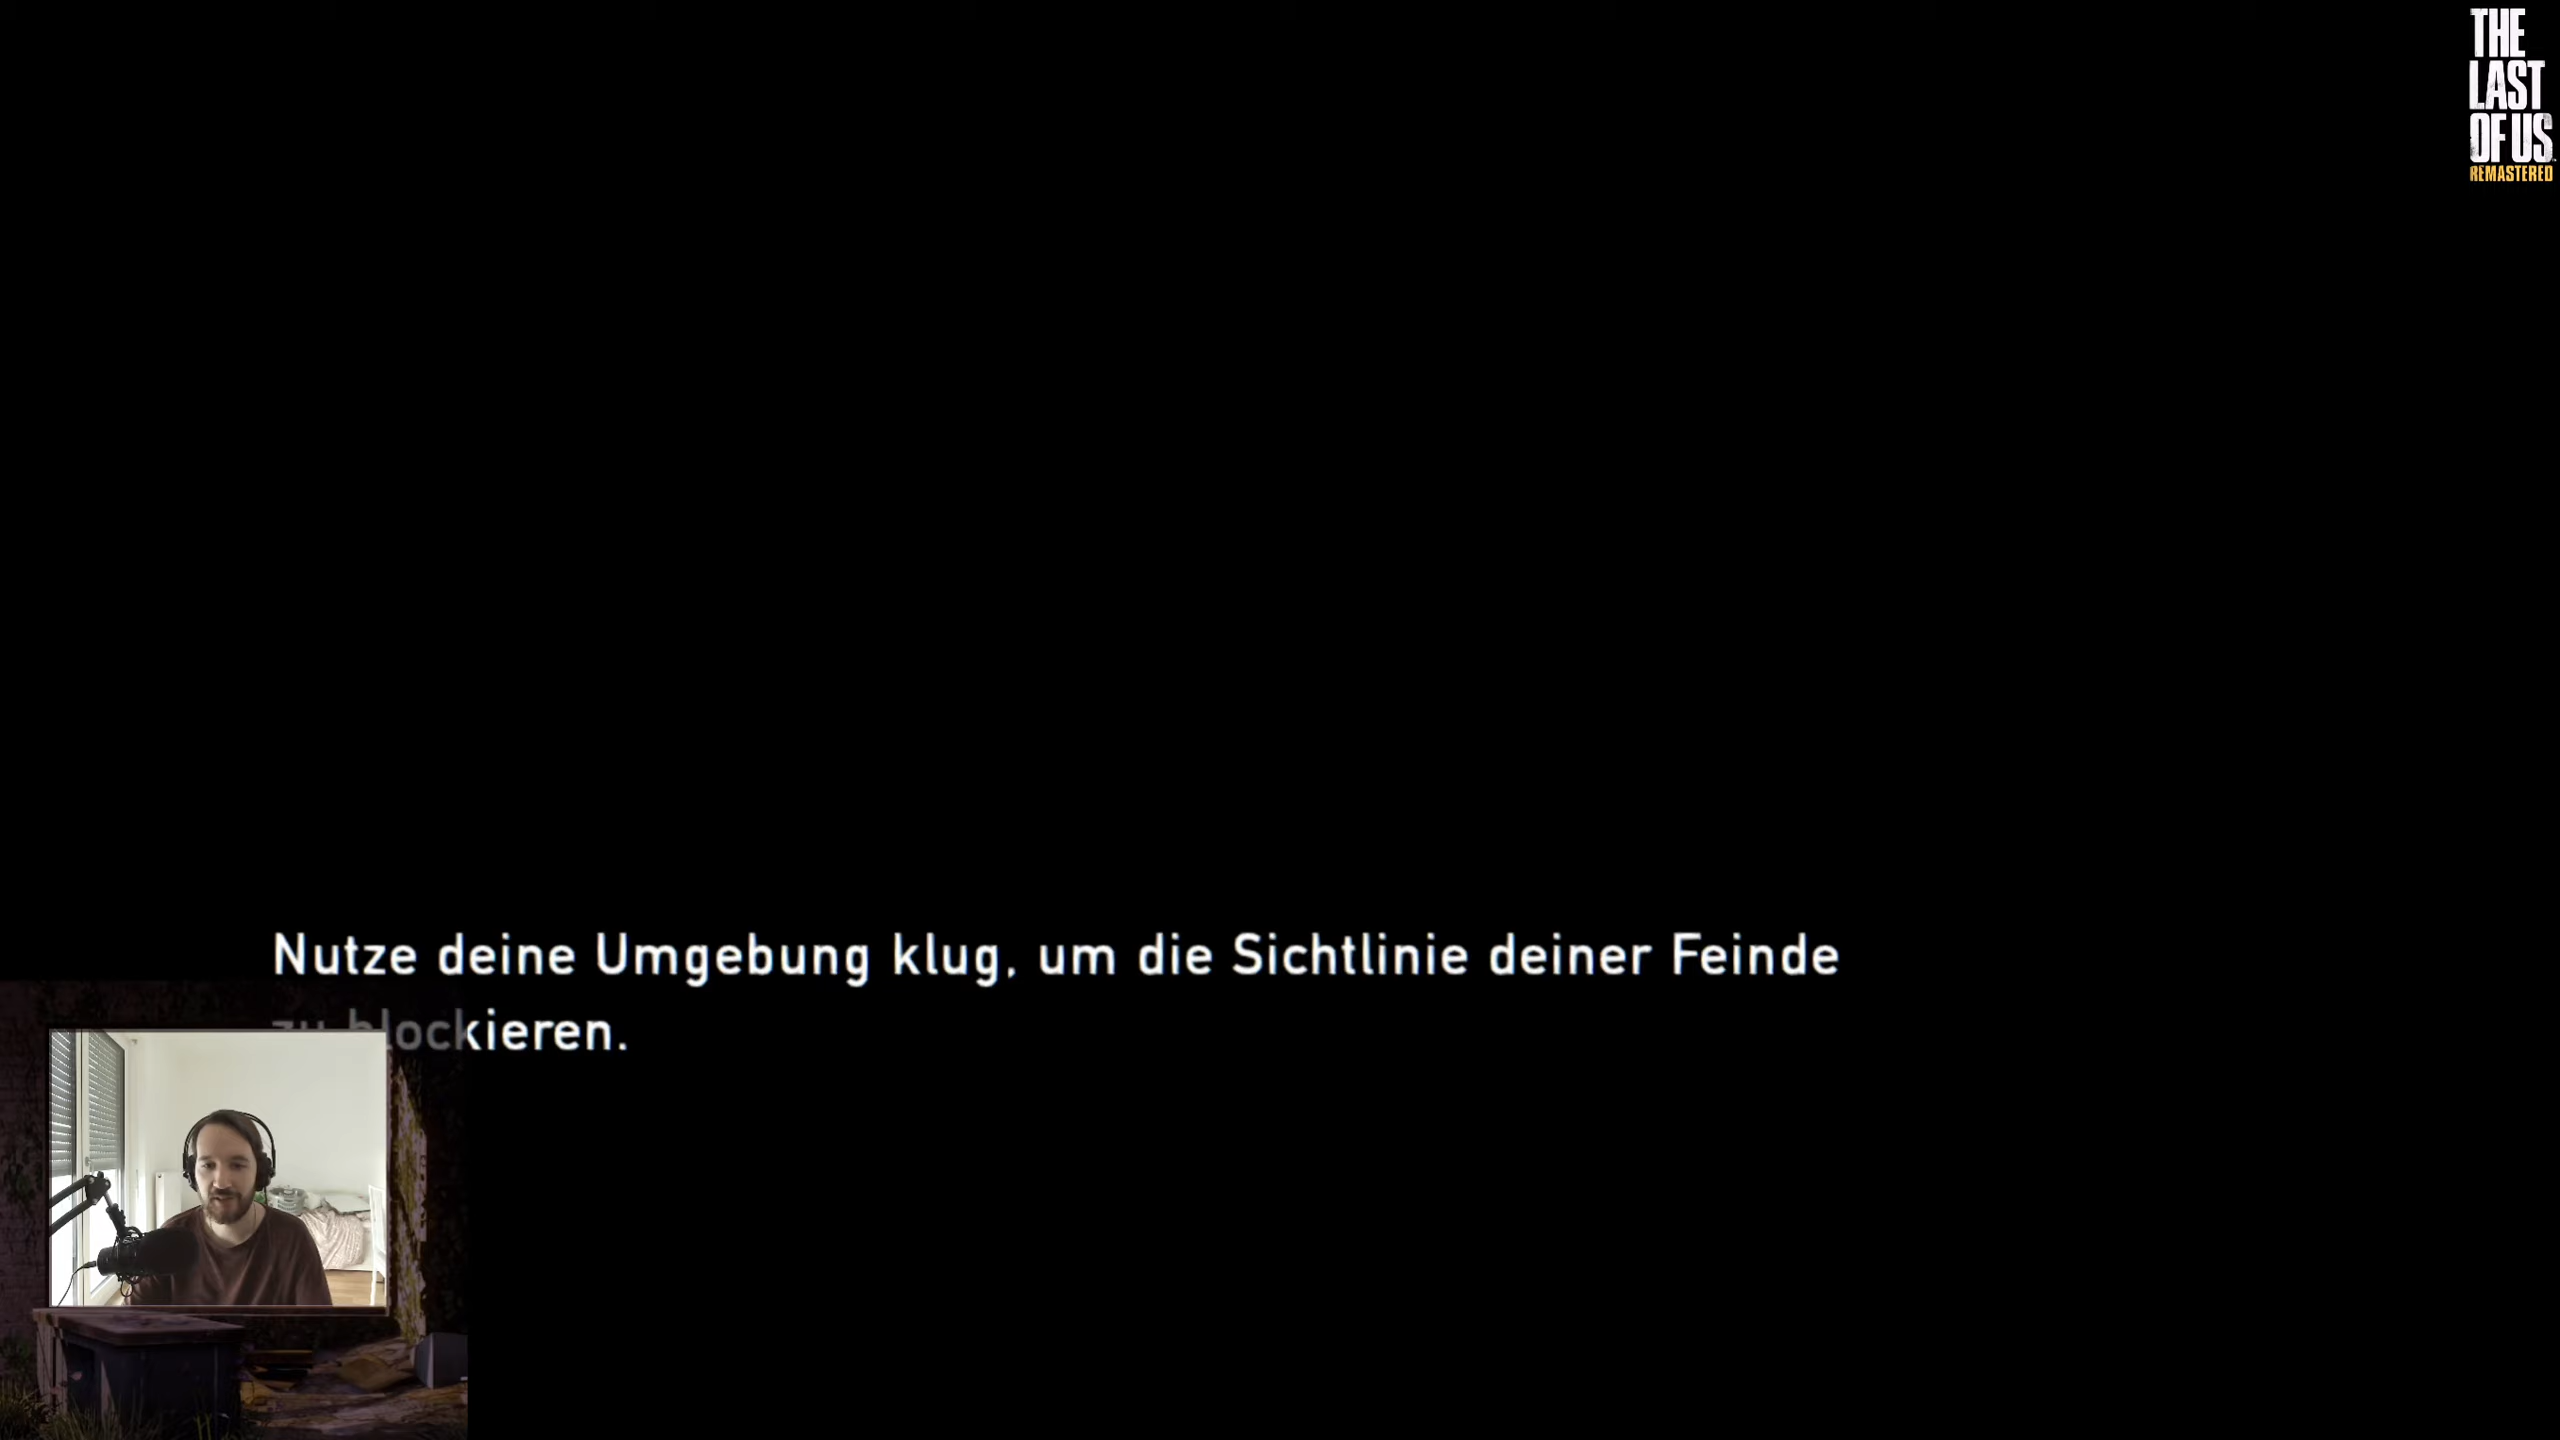 THE
LAST
OF US
REMASTERED
Nutze deine Umgebung klug, um die Sichtlinie deiner Feinde
zu blockieren.